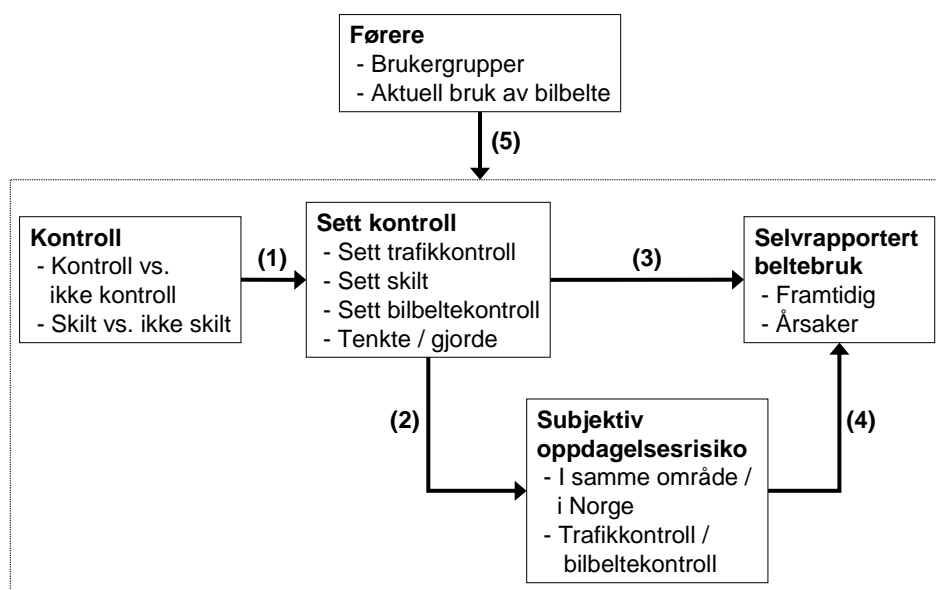 Førere
- Brukergrupper
- Aktuell bruk av bilbelte
(5)
Kontroll
- Kontroll vs.
ikke kontroll
- Skilt vs. ikke skilt
(1)
Sett kontroll
- Sett trafikkontroll
- Sett skilt
- Sett bilbeltekontroll
- Tenkte / gjorde
(3)
Selvrapportert
beltebruk
- Framtidig
- Årsaker
(2)
Subjektiv
oppdagelsesrisiko
- I samme område /
i Norge
- Trafikkontroll /
bilbeltekontroll
(4)